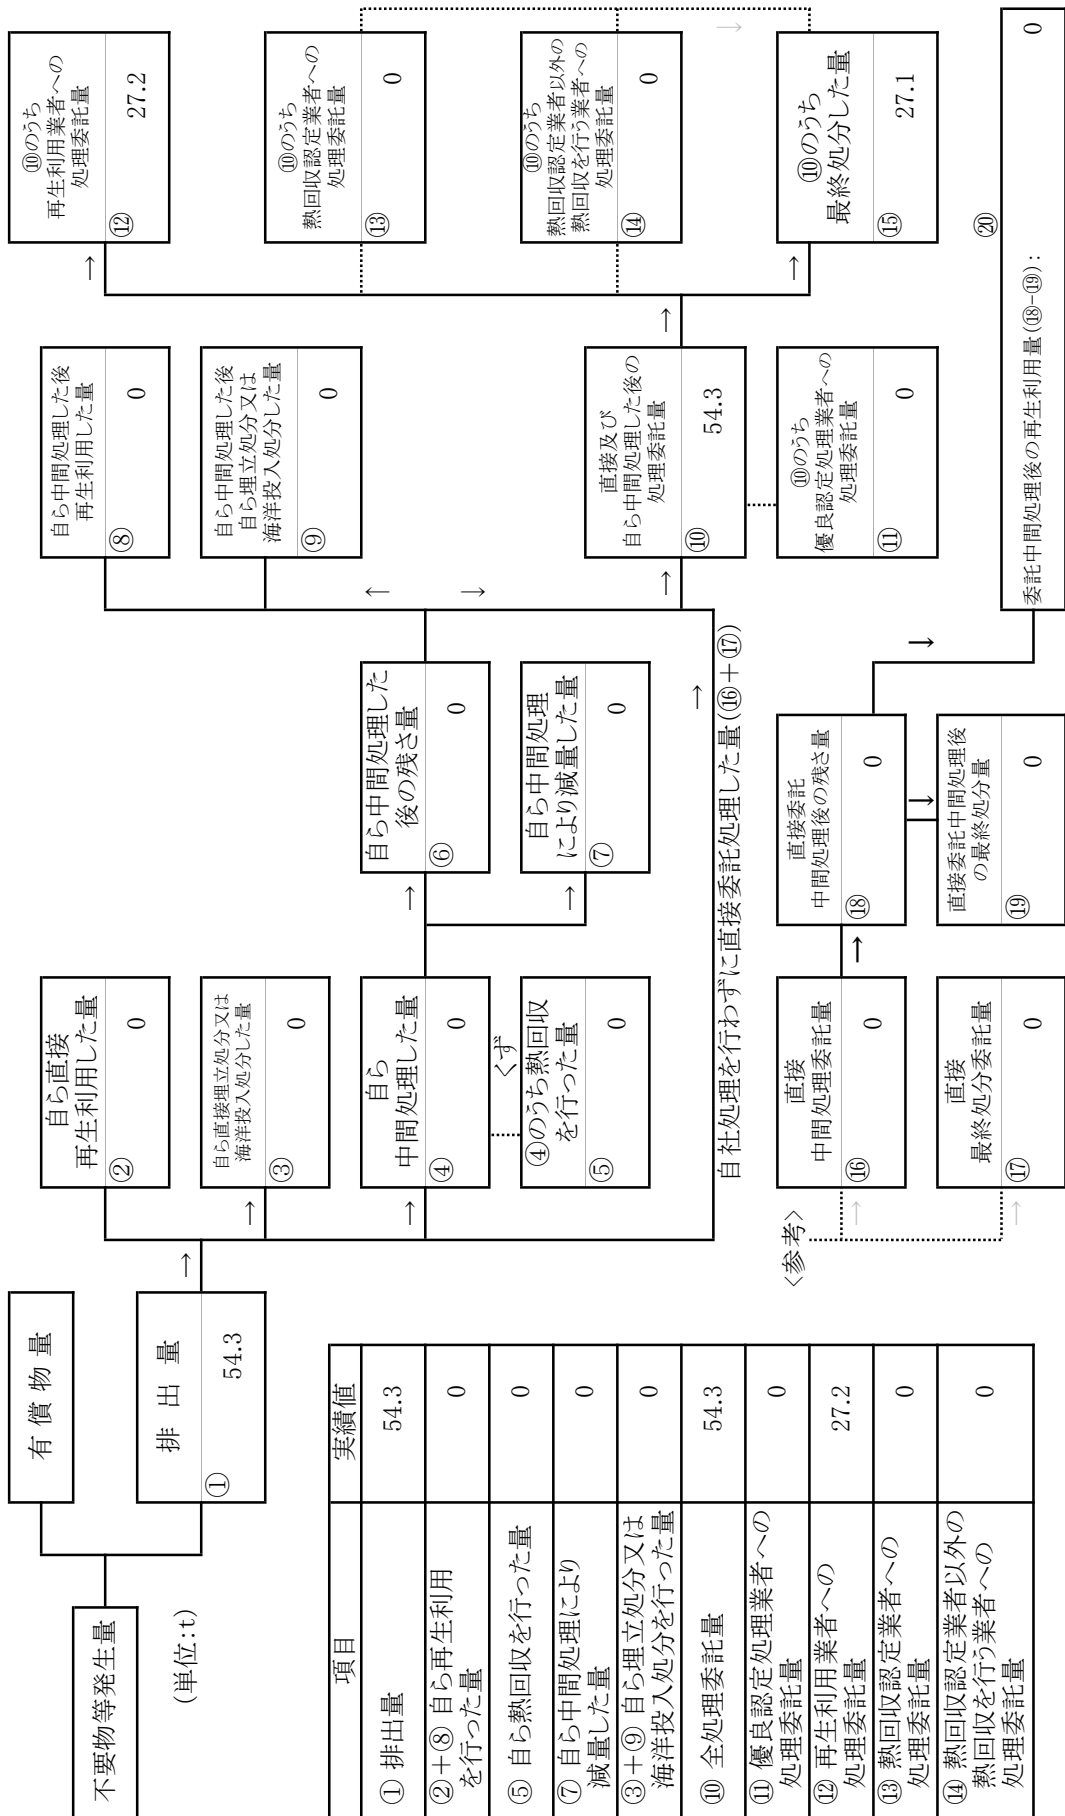 不要物等発生量
(単位:t)
有 償 物 量
排 出 量
①
54.3
→
自ら直接
再生利用した量
②
0
→
自ら直接埋立処分又は
海洋投入処分した量
③
0
→
自ら
中間処理した量
④
0
くず
④のうち熱回収
を行った量
⑤
0
→
自ら中間処理した
後の残さ量
⑥
0
→
自ら中間処理
により減量した量
⑦
0
←
→
自ら中間処理した後
再生利用した量
⑧
0
自ら中間処理した後
自ら埋立処分又は
海洋投入処分した量
⑨
0
→
自社処理を行わずに直接委託処理した量(⑯+⑰)
→
直接及び
自ら中間処理した後の
処理委託量
⑩
54.3
⑩のうち
優良認定処理業者への
処理委託量
⑪
0
→
→
⑩のうち
再生利用業者への
処理委託量
⑫
27.2
⑩のうち
熱回収認定業者への
処理委託量
⑬
0
⑩のうち
熱回収認定業者以外の
熱回収を行う業者への
処理委託量
⑭
0
→
→
⑩のうち
最終処分した量
⑮
27.1
<参考>
→
直接
中間処理委託量
⑯
0
→
直接
最終処分委託量
⑰
0
→
直接委託
中間処理後の残さ量
⑱
0
→
直接委託中間処理後
の最終処分量
⑲
0
→
⑳
委託中間処理後の再生利用量(⑱-⑲):
0
項目 実績値
① 排出量 54.3
②+⑧ 自ら再生利用
を行った量 0
⑤ 自ら熱回収を行った量 0
⑦ 自ら中間処理により
減量した量 0
③+⑨ 自ら埋立処分又は
海洋投入処分を行った量 0
⑩ 全処理委託量 54.3
⑪ 優良認定処理業者への
処理委託量 0
⑫ 再生利用業者への
処理委託量 27.2
⑬ 熱回収認定業者への
処理委託量 0
⑭ 熱回収認定業者以外の
熱回収を行う業者への
処理委託量 0